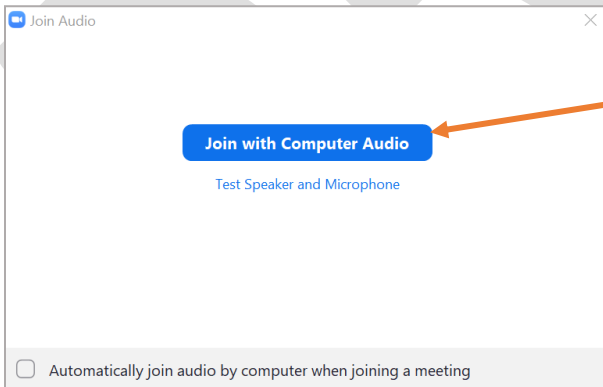 Join Audio
Join with Computer Audio
Test Speaker and Microphone
Automatically join audio by computer when joining a meeting